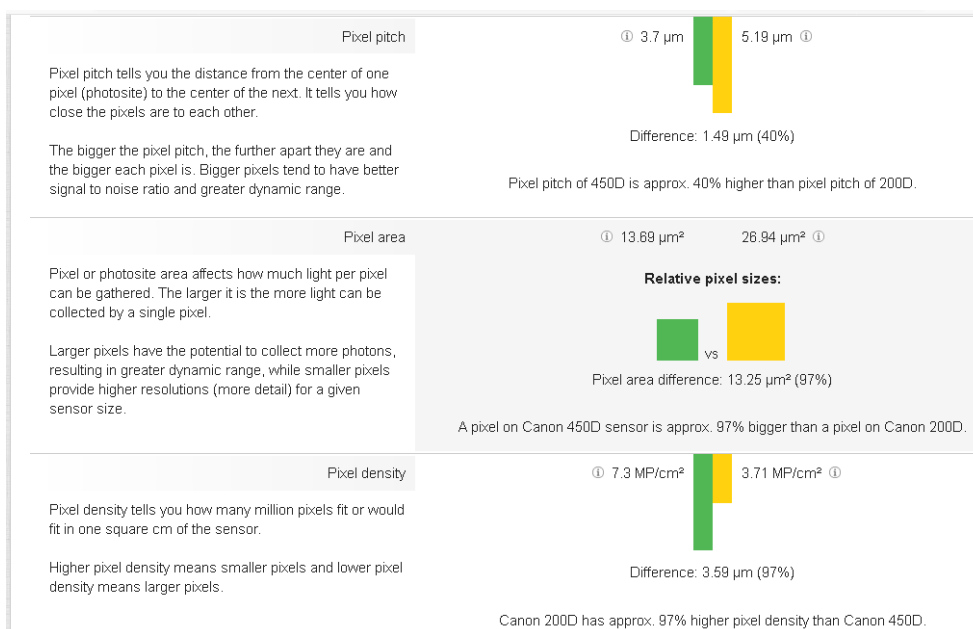 Pixel pitch
Pixel pitch tells you the distance from the center of one
pixel (photosite) to the center of the next. It tells you how
close the pixels are to each other.
The bigger the pixel pitch, the further apart they are and
the bigger each pixel is. Bigger pixels tend to have better
signal to noise ratio and greater dynamic range.
3.7 µm
5.19 µm
Difference: 1.49 µm (40%)
Pixel pitch of 450D is approx. 40% higher than pixel pitch of 200D.
Pixel area
Pixel or photosite area affects how much light per pixel
can be gathered. The larger it is the more light can be
collected by a single pixel.
Larger pixels have the potential to collect more photons,
resulting in greater dynamic range, while smaller pixels
provide higher resolutions (more detail) for a given
sensor size.
13.69 µm²
26.94 µm²
Relative pixel sizes:
vs
Pixel area difference: 13.25 µm² (97%)
A pixel on Canon 450D sensor is approx. 97% bigger than a pixel on Canon 200D.
Pixel density
Pixel density tells you how many million pixels fit or would
fit in one square cm of the sensor.
Higher pixel density means smaller pixels and lower pixel
density means larger pixels.
7.3 MP/cm²
3.71 MP/cm²
Difference: 3.59 µm (97%)
Canon 200D has approx. 97% higher pixel density than Canon 450D.